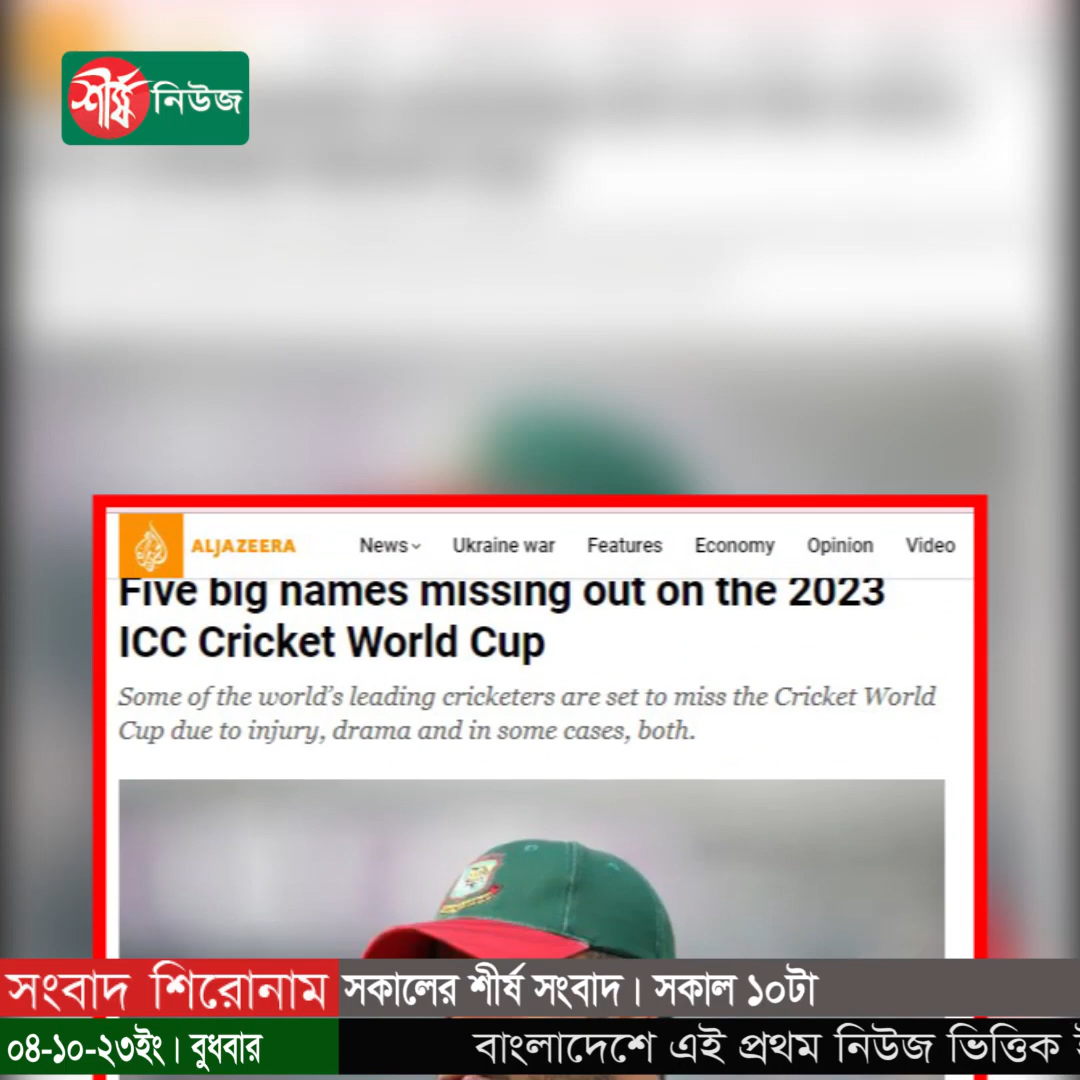 শীর্ষ নিউজ
ALJAZEERA News Ukraine war Features Economy Opinion Video
Five big names missing out on the 2023
ICC Cricket World Cup
Some of the world's leading cricketers are set to miss the Cricket World
Cup due to injury, drama and in some cases, both.
সংবাদ শিরোনাম সকালের শীর্ষ সংবাদ। সকাল ১০টা
০৪-১০-২৩ইং। বুধবার বাংলাদেশে এই প্রথম নিউজ ভিত্তিক